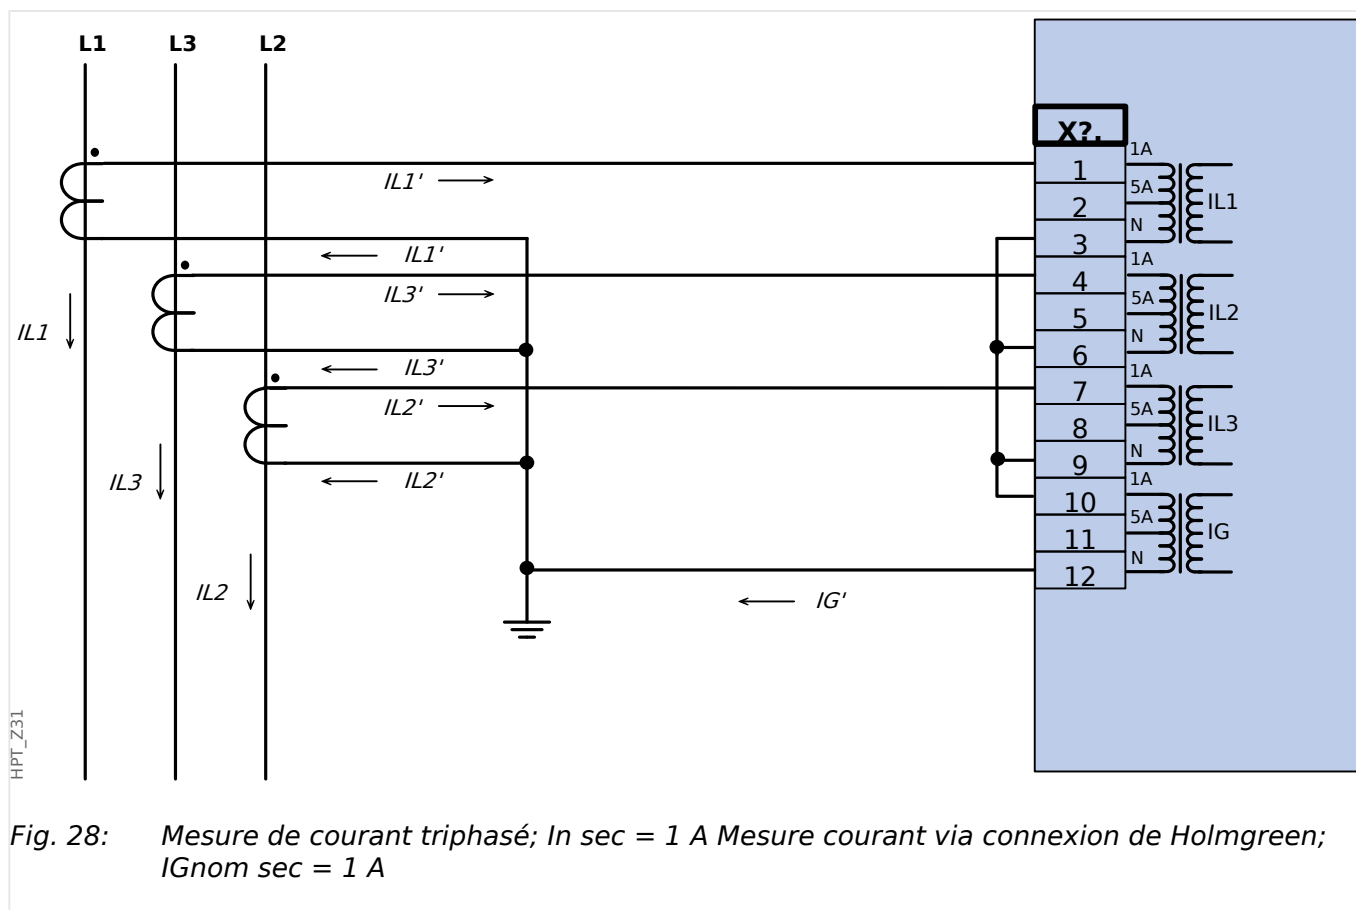 L1 L3 L2
X?.
1 1A
2 5A IL1
3 N
4 1A
5 5A IL2
6 N
7 1A
8 5A IL3
9 N
10 1A
11 5A IG
12 N
IL1'
IL1'
IL3'
IL1
IL3'
IL2'
IL3
IL2'
IL2
IG'
HPT_Z31
Fig. 28: Mesure de courant triphasé; In sec = 1 A Mesure courant via connexion de Holmgreen;
IGnom sec = 1 A